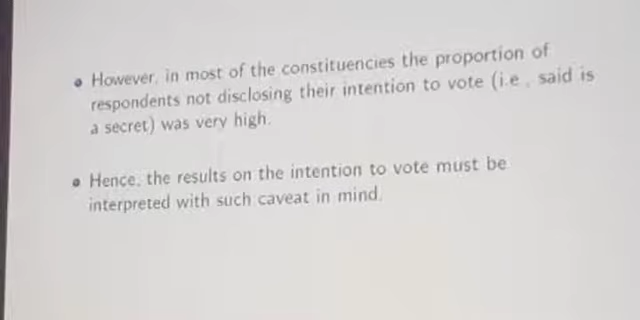 • However, in most of the constituencies the proportion of
respondents not disclosing their intention to vote (i.e., said is
a secret) was very high.
• Hence, the results on the intention to vote must be
interpreted with such caveat in mind.